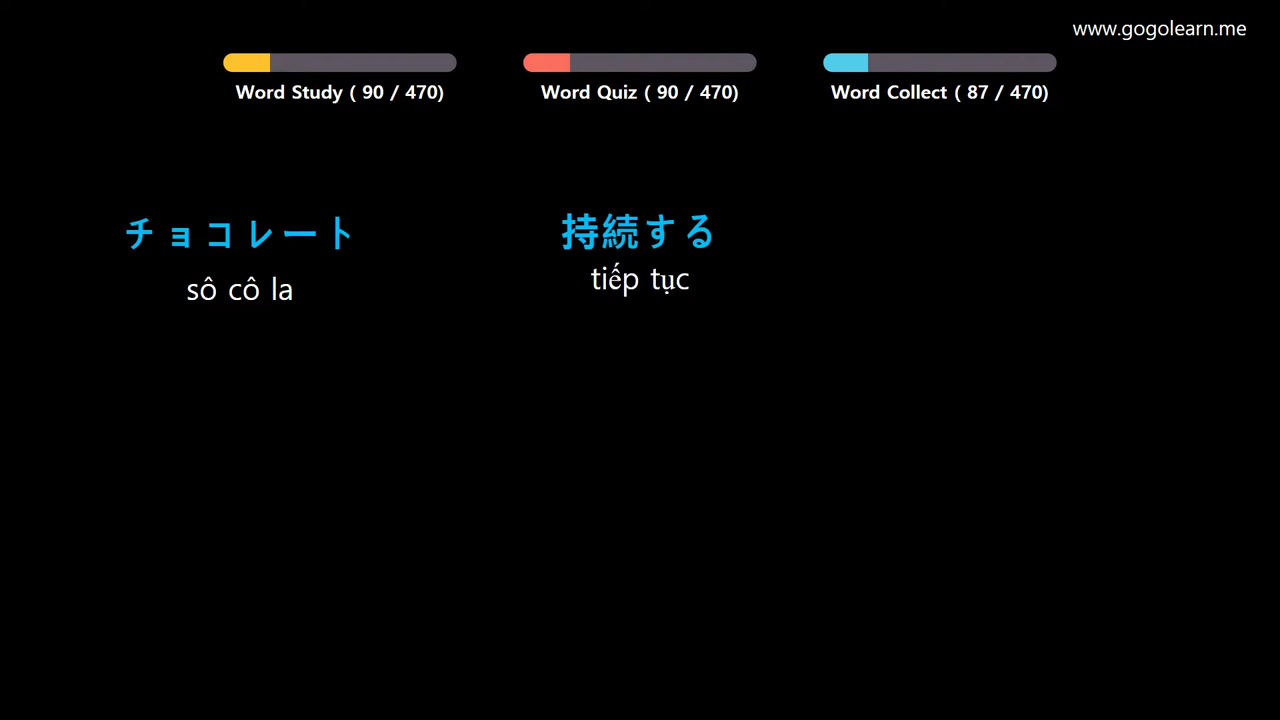 www.gogolearn.me
Word Study ( 90 / 470)
Word Quiz ( 90 / 470)
Word Collect ( 87 / 470)
チョコレート
sô cô la
持続する
tiếp tục